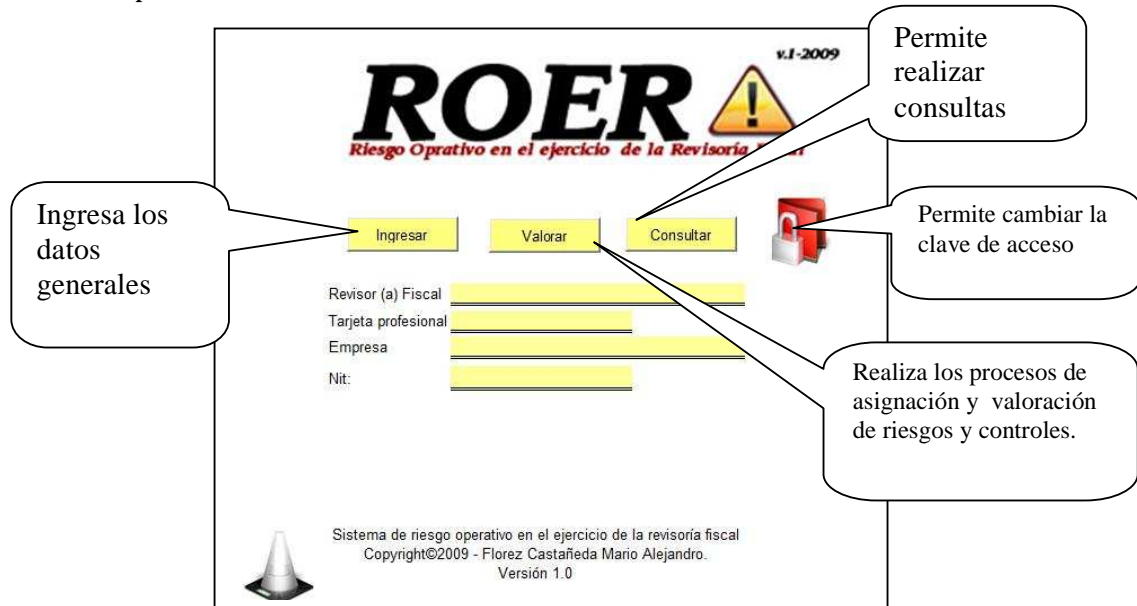 v.1-2009
ROER
Riesgo Oprativo en el ejercicio de la Revisoría
Permite
realizar
consultas
Ingresa los
datos
generales
Ingresar
Valorar
Consultar
Permite cambiar la
clave de acceso
Revisor (a) Fiscal
Tarjeta profesional
Empresa
Nit:
Realiza los procesos de
asignación y valoración
de riesgos y controles.
Sistema de riesgo operativo en el ejercicio de la revisoría fiscal
Copyright©2009 - Florez Castañeda Mario Alejandro.
Versión 1.0